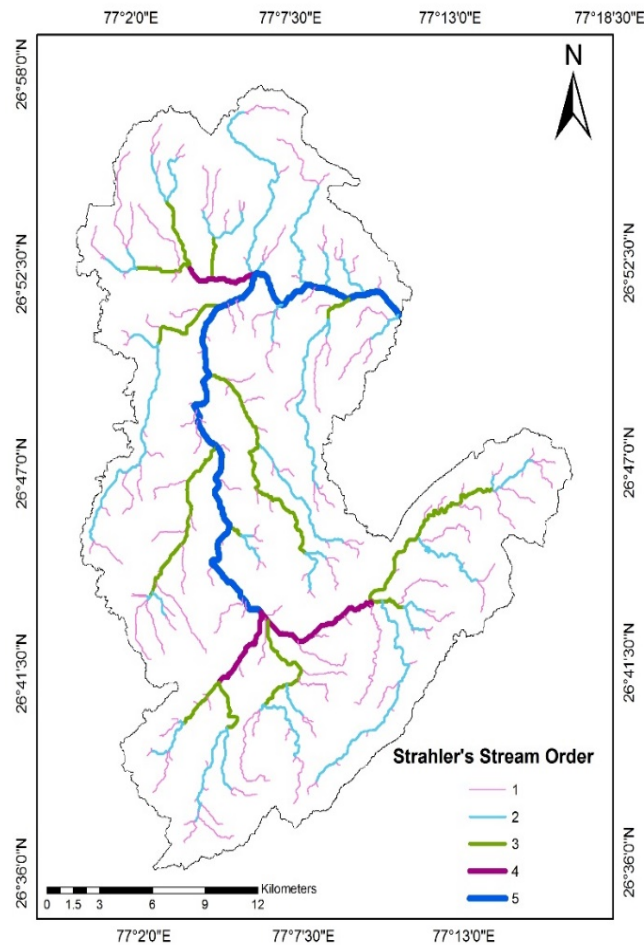 77°2'0"E 77°7'30"E 77°13'0"E 77°18'30"E
26°58'0"N
N
26°52'30"N 26°52'30"N
26°47'0"N 26°47'0"N
26°41'30"N 26°41'30"N
Strahler's Stream Order
1
2
3
4
5
26°36'0"N 26°36'0"N
Kilometers
0 1.5 3 6 9 12
77°2'0"E 77°7'30"E 77°13'0"E